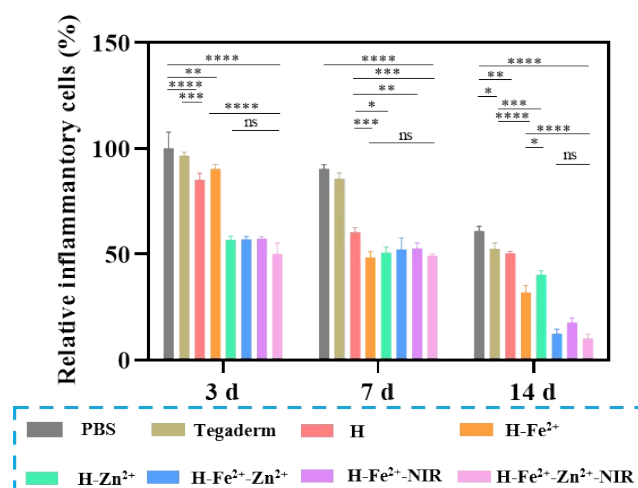 Relative inflammantory cells (%)
150
100
50
0
****
**
****
***
****
ns
****
***
**
*
***
ns
****
**
*
***
****
****
*
ns
3 d
7 d
14 d
PBS
Tegaderm
H
H-Fe²⁺
H-Zn²⁺
H-Fe²⁺-Zn²⁺
H-Fe²⁺-NIR
H-Fe²⁺-Zn²⁺-NIR